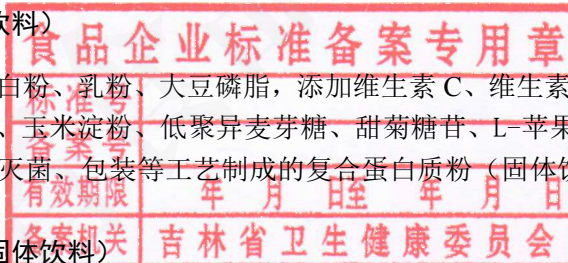 饮料）
食品企业标准备案专用章
白粉、乳粉、大豆磷脂，添加维生素 C、维生素
标准号
、玉米淀粉、低聚异麦芽糖、甜菊糖苷、L-苹果
备案号
灭菌、包装等工艺制成的复合蛋白质粉（固体饮
有效期限 年 月 日至 年 月 日
备案机关 吉林省卫生健康委员会
固体饮料）